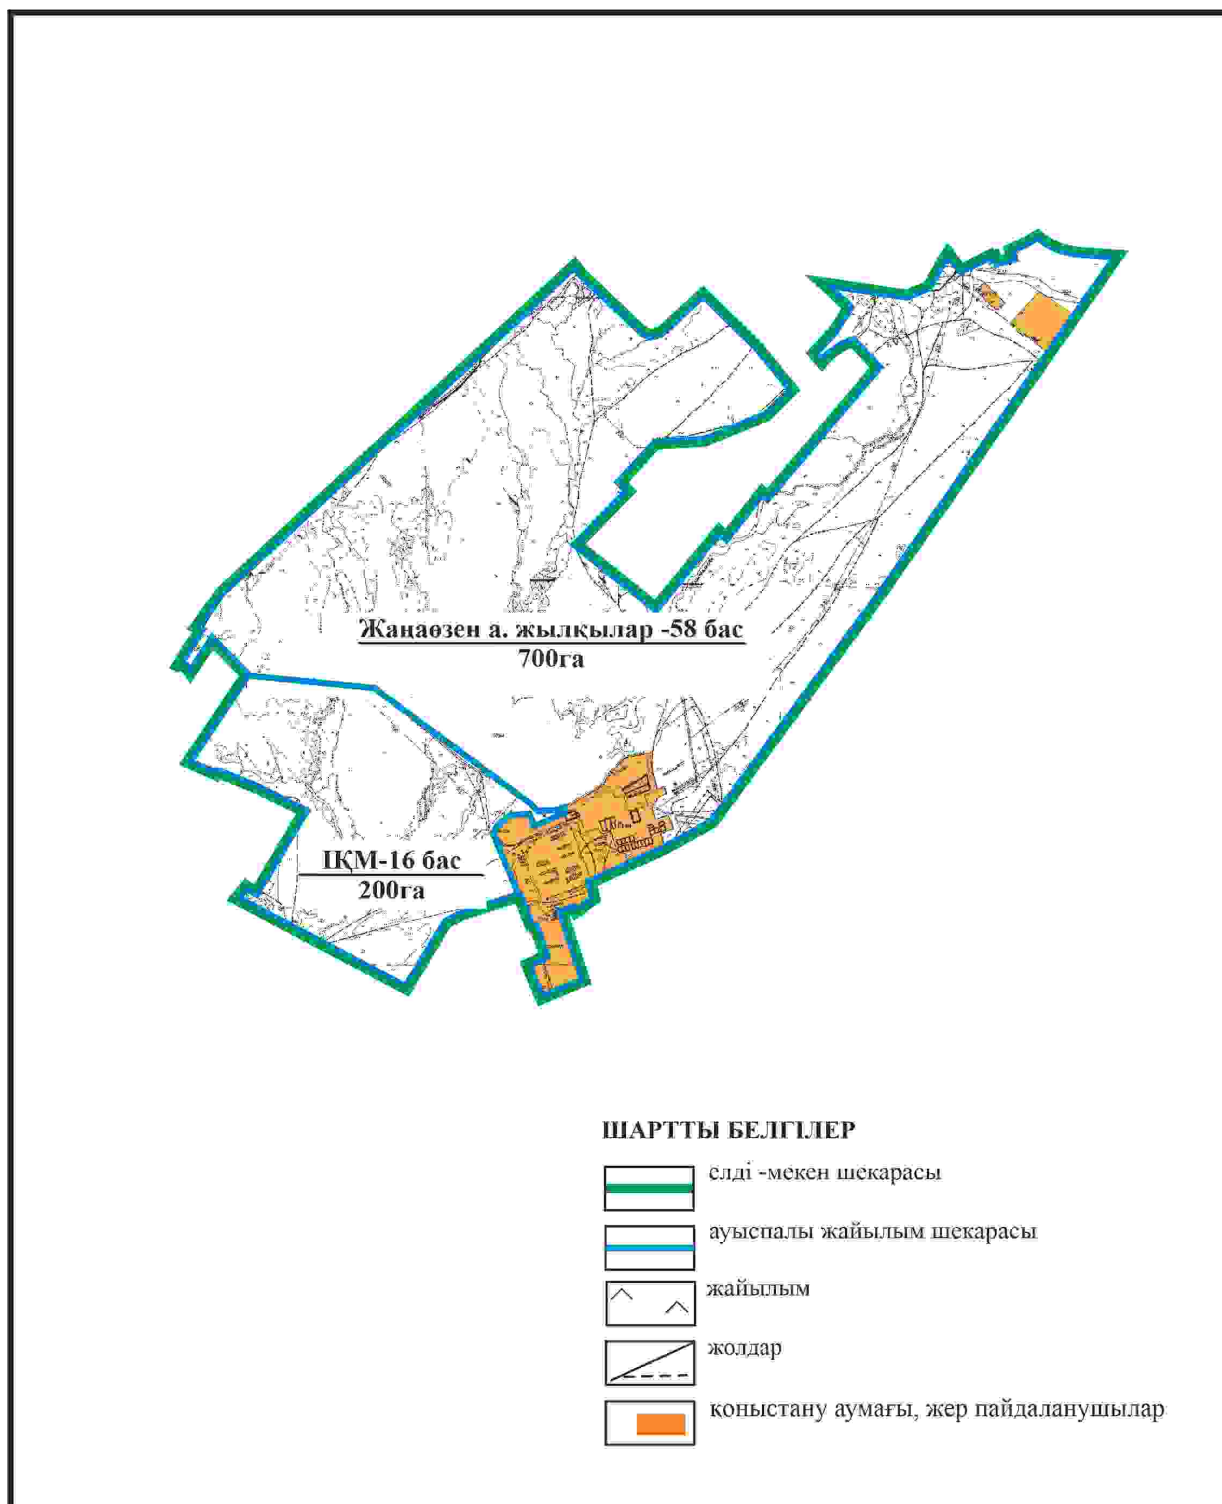 Жаңаөзен а. жылқылар -58 бас
700га
ІҚМ-16 бас
200га
ШАРТТЫ БЕЛГІЛЕР
елді -мекен шекарасы
ауыспалы жайылым шекарасы
жайылым
жолдар
қоныстану аумағы, жер пайдаланушылар